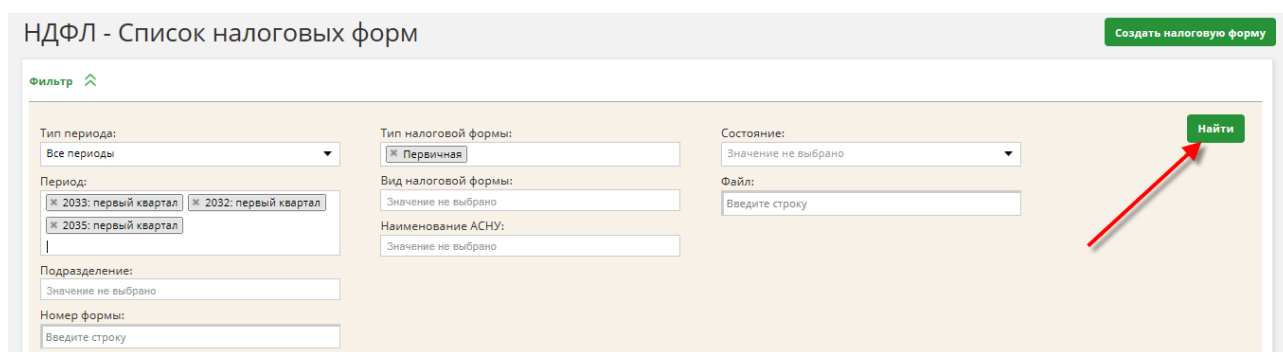 НДФЛ - Список налоговых форм
Создать налоговую форму
Фильтр
Тип периода:
Все периоды
Период:
2033: первый квартал 2032: первый квартал
2035: первый квартал
Подразделение:
Значение не выбрано
Номер формы:
Введите строку
Тип налоговой формы:
Первичная
Вид налоговой формы:
Значение не выбрано
Наименование АСНУ:
Значение не выбрано
Состояние:
Значение не выбрано
Файл:
Введите строку
Найти